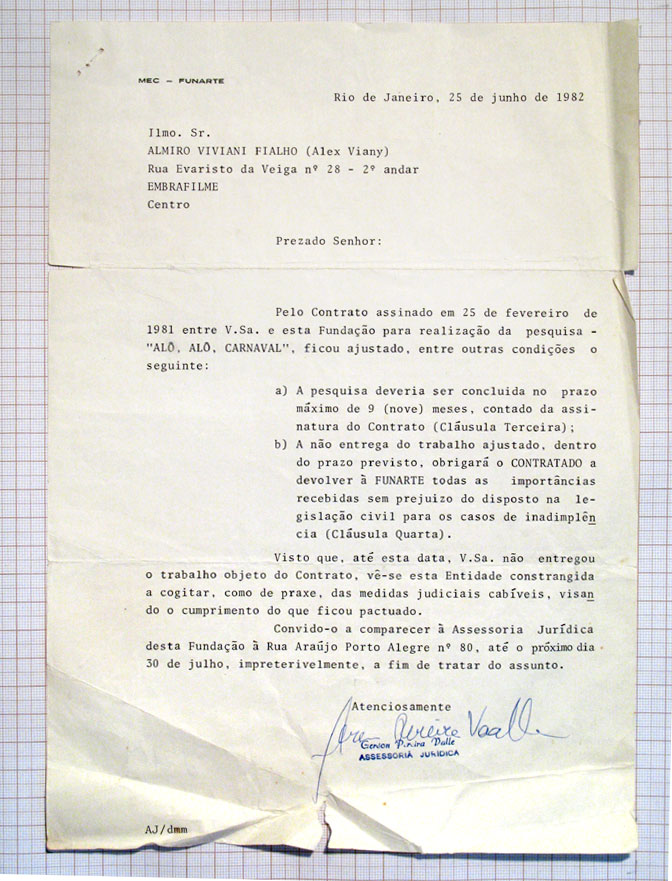 MEC — FUNARTE
Rio de Janeiro, 25 de junho de 1982
Ilmo. Sr.
ALMIRO VIVIANI FIALHO (Alex Viany)
Rua Evaristo da Veiga nº 28 - 2º andar
EMBRAFILME
Centro
Prezado Senhor:
Pelo Contrato assinado em 25 de fevereiro de
1981 entre V.Sa. e esta Fundação para realização da pesquisa -
"ALÔ, ALÔ, CARNAVAL", ficou ajustado, entre outras condições o
seguinte:
a) A pesquisa deveria ser concluida no prazo
máximo de 9 (nove) meses, contado da assi-
natura do Contrato (Cláusula Terceira);
b) A não entrega do trabalho ajustado, dentro
do prazo previsto, obrigará o CONTRATADO a
devolver à FUNARTE todas as importâncias
recebidas sem prejuizo do disposto na le-
gislação civil para os casos de inadimplên
cia (Cláusula Quarta).
Visto que, até esta data, V.Sa. não entregou
o trabalho objeto do Contrato, vê-se esta Entidade constrangida
a cogitar, como de praxe, das medidas judiciais cabíveis, visan
do o cumprimento do que ficou pactuado.
Convido-o a comparecer à Assessoria Jurídica
desta Fundação à Rua Araújo Porto Alegre nº 80, até o próximo dia
30 de julho, impreterivelmente, a fim de tratar do assunto.
Atenciosamente
Pereira
ASSESSORIA JURIDICA
AJ/dmm